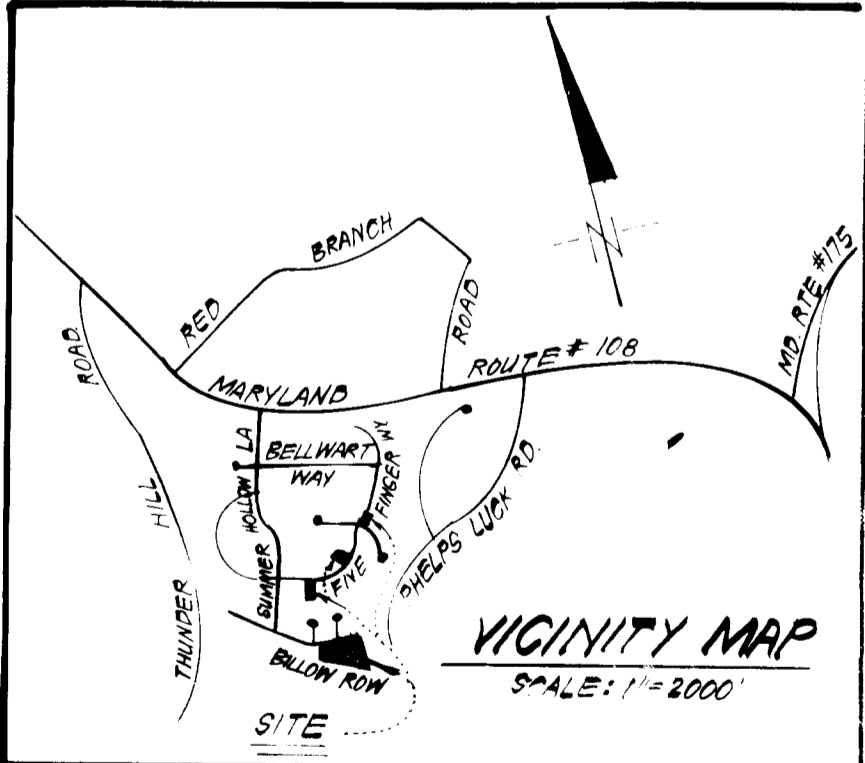 N
BRANCH
RED
ROAD
ROAD
MD. RTE #175
MARYLAND
ROUTE # 108
HILL
THUNDER
SUMMER HOLLOW LA
BELLWART
WAY
FIVE FINGER WY
PHELPS LUCK RD.
BILLOW ROW
SITE
VICINITY MAP
SCALE: 1"=2000'